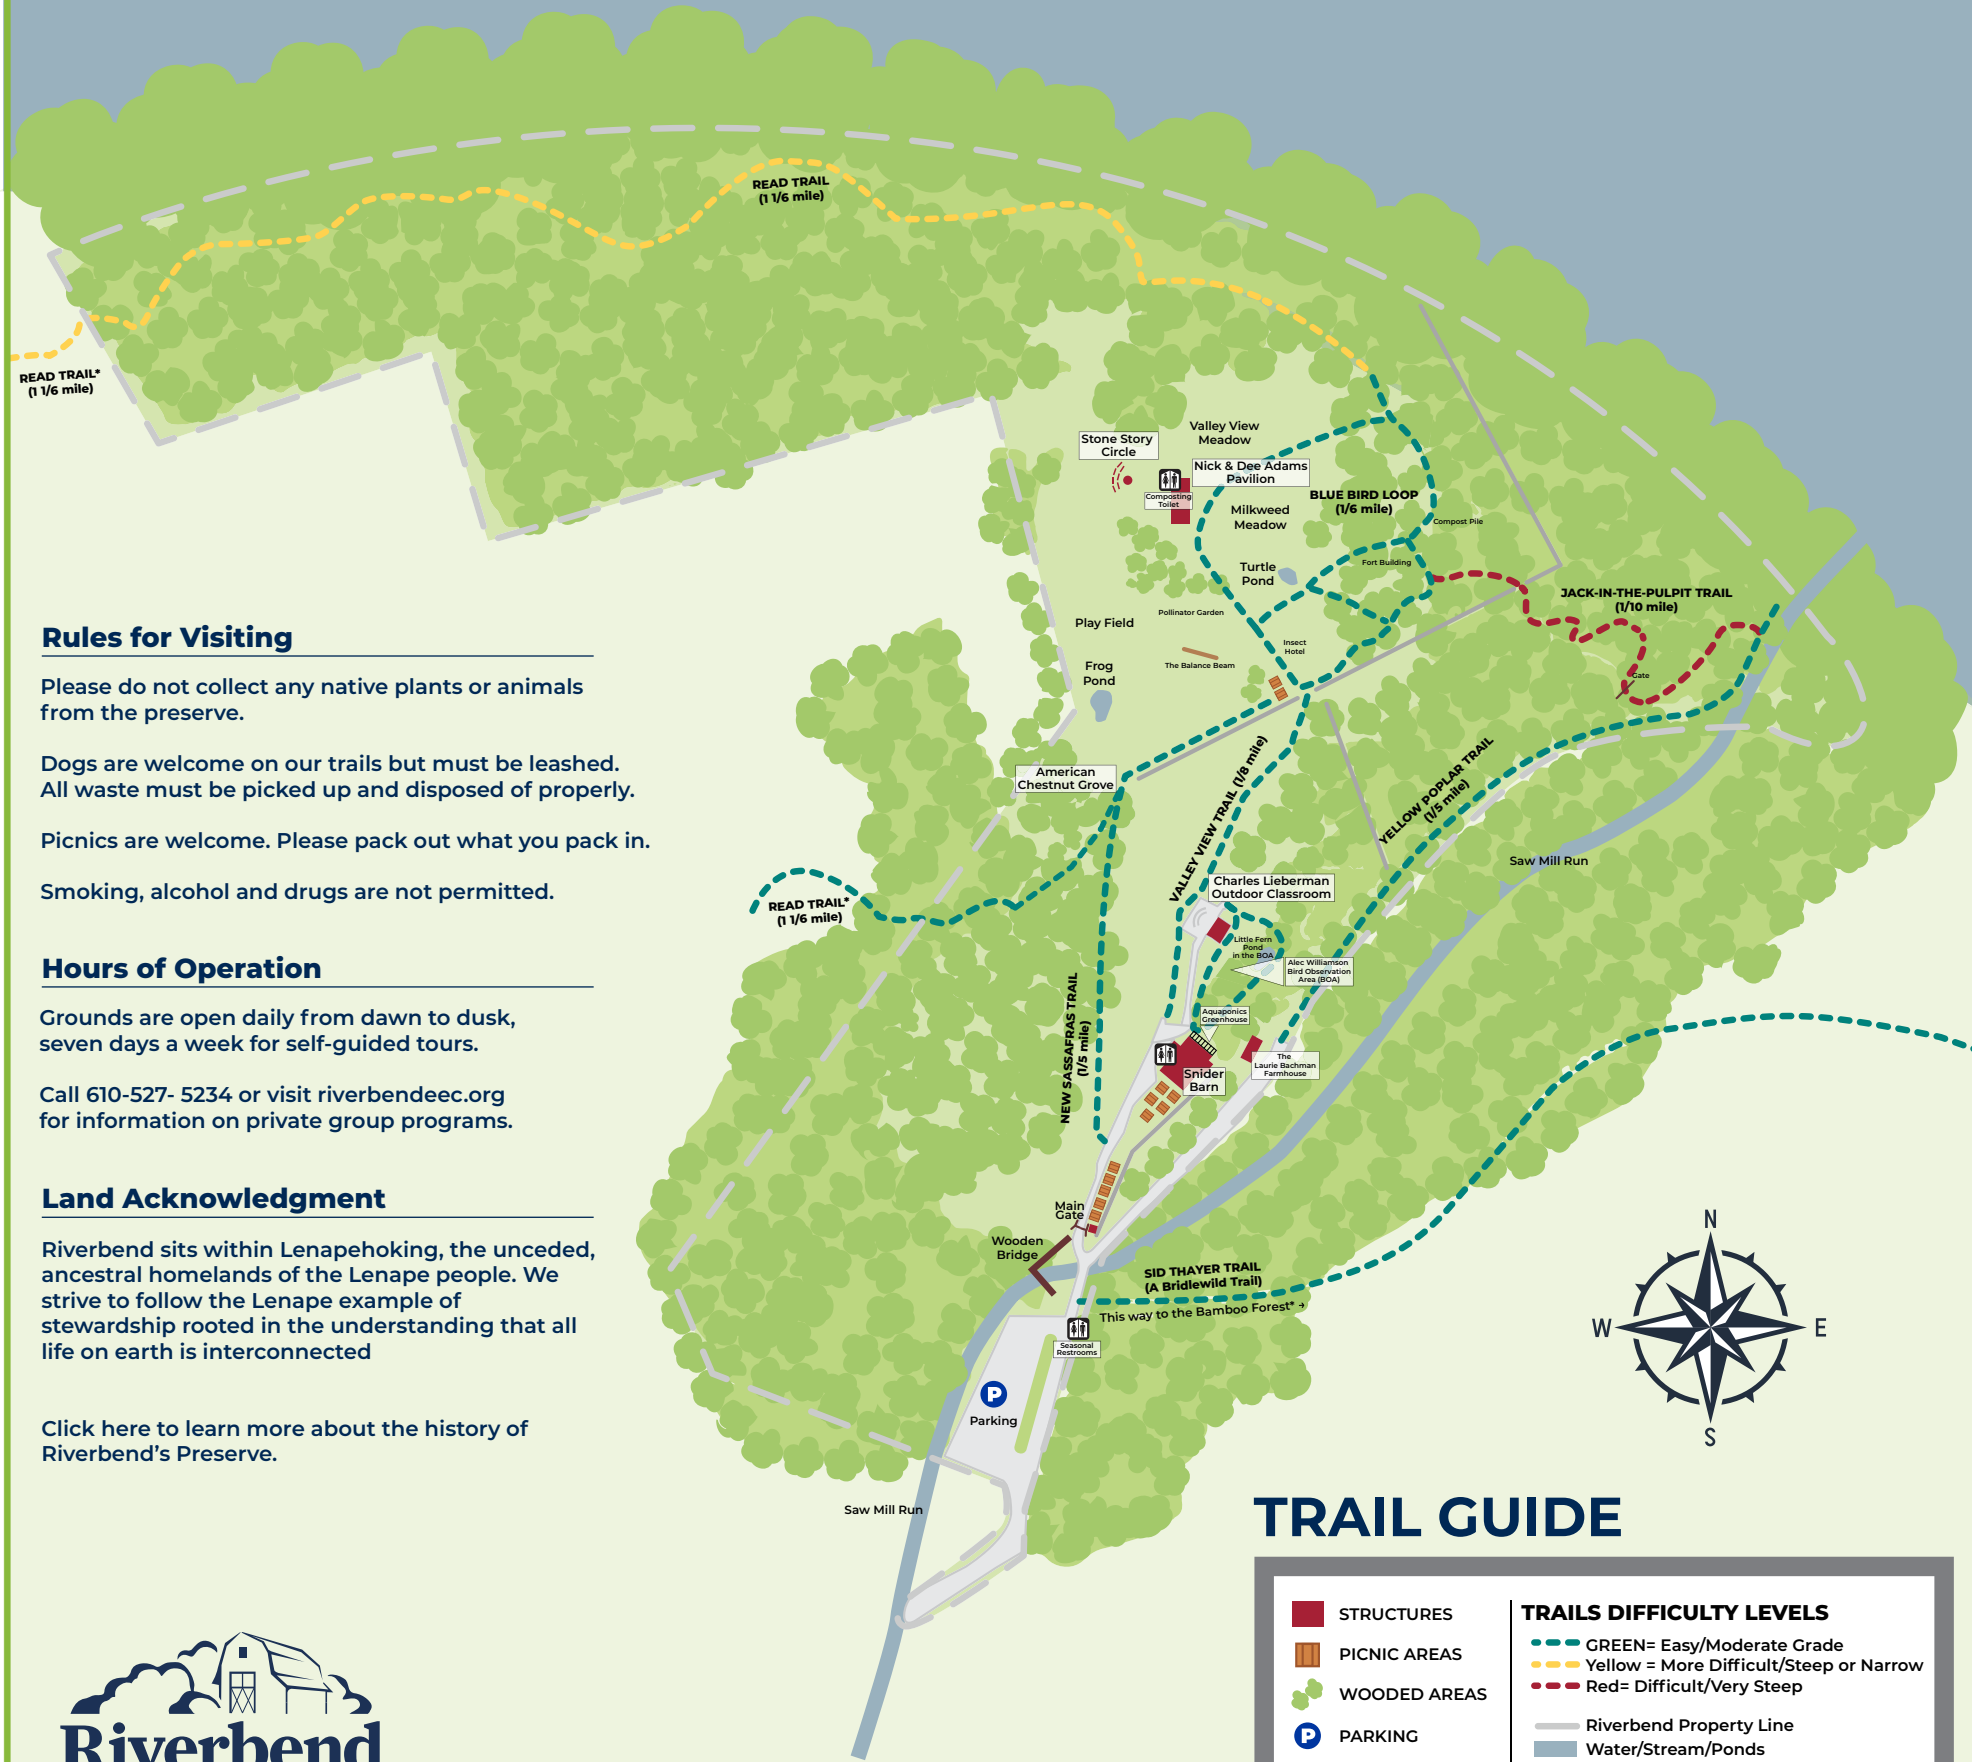 READ TRAIL
(1 1/6 mile)
READ TRAIL*
(1 1/6 mile)
Stone Story
Circle
Valley View
Meadow
Nick & Dee Adams
Pavilion
Composting
Toilet
Milkweed
Meadow
BLUE BIRD LOOP
(1/6 mile)
Compost Pile
Fort Building
Turtle
Pond
JACK-IN-THE-PULPIT TRAIL
(1/10 mile)
Gate
Play Field
Pollinator Garden
Insect
Hotel
The Balance Beam
Frog
Pond
American
Chestnut Grove
VALLEY VIEW TRAIL (1/8 mile)
YELLOW POPLAR TRAIL
(1/5 mile)
Saw Mill Run
Charles Lieberman
Outdoor Classroom
READ TRAIL*
(1 1/6 mile)
Little Fern
Pond
in the BOA
Alec Williamson
Bird Observation
Area (BOA)
NEW SASSAFRAS TRAIL
(1/5 mile)
Aquaponics
Greenhouse
Snider
Barn
The
Laurie Bachman
Farmhouse
Main
Gate
Wooden
Bridge
SID THAYER TRAIL
(A Bridlewild Trail)
This way to the Bamboo Forest* →
Seasonal
Restrooms
P
Parking
Saw Mill Run
Rules for Visiting
Please do not collect any native plants or animals
from the preserve.
Dogs are welcome on our trails but must be leashed.
All waste must be picked up and disposed of properly.
Picnics are welcome. Please pack out what you pack in.
Smoking, alcohol and drugs are not permitted.
Hours of Operation
Grounds are open daily from dawn to dusk,
seven days a week for self-guided tours.
Call 610-527- 5234 or visit riverbendeec.org
for information on private group programs.
Land Acknowledgment
Riverbend sits within Lenapehoking, the unceded,
ancestral homelands of the Lenape people. We
strive to follow the Lenape example of
stewardship rooted in the understanding that all
life on earth is interconnected
Click here to learn more about the history of
Riverbend’s Preserve.
Riverbend
N
W
E
S
TRAIL GUIDE
STRUCTURES
PICNIC AREAS
WOODED AREAS
P PARKING
TRAILS DIFFICULTY LEVELS
GREEN= Easy/Moderate Grade
Yellow = More Difficult/Steep or Narrow
Red= Difficult/Very Steep
Riverbend Property Line
Water/Stream/Ponds